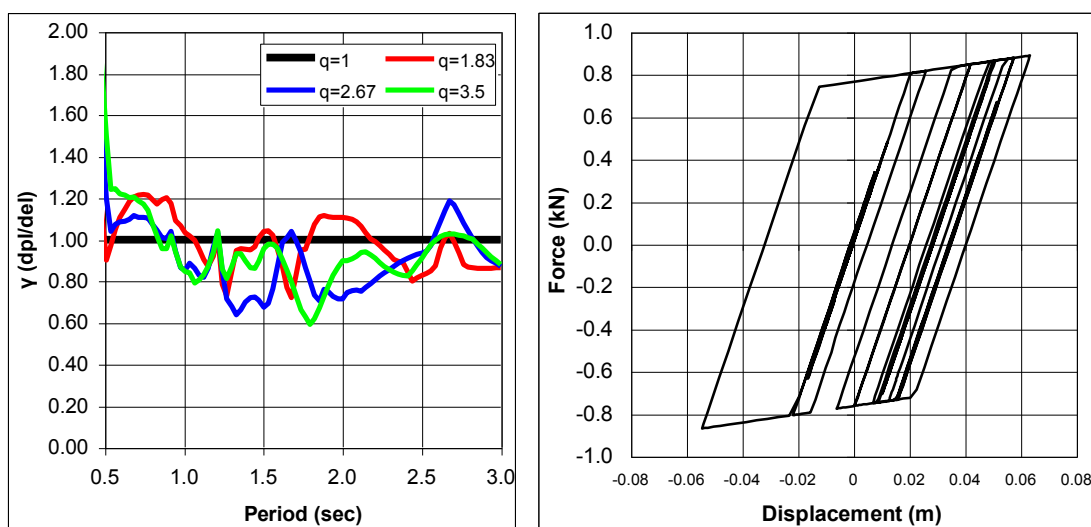 2.00
1.80
1.60
1.40
1.20
1.00
0.80
0.60
0.40
0.20
0.00
γ (dpl/del)
q=1 q=1.83
q=2.67 q=3.5
0.5 1.0 1.5 2.0 2.5 3.0
Period (sec)
1.0
0.8
0.6
0.4
0.2
0.0
-0.2
-0.4
-0.6
-0.8
-1.0
Force (kN)
-0.08 -0.06 -0.04 -0.02 0 0.02 0.04 0.06 0.08
Displacement (m)